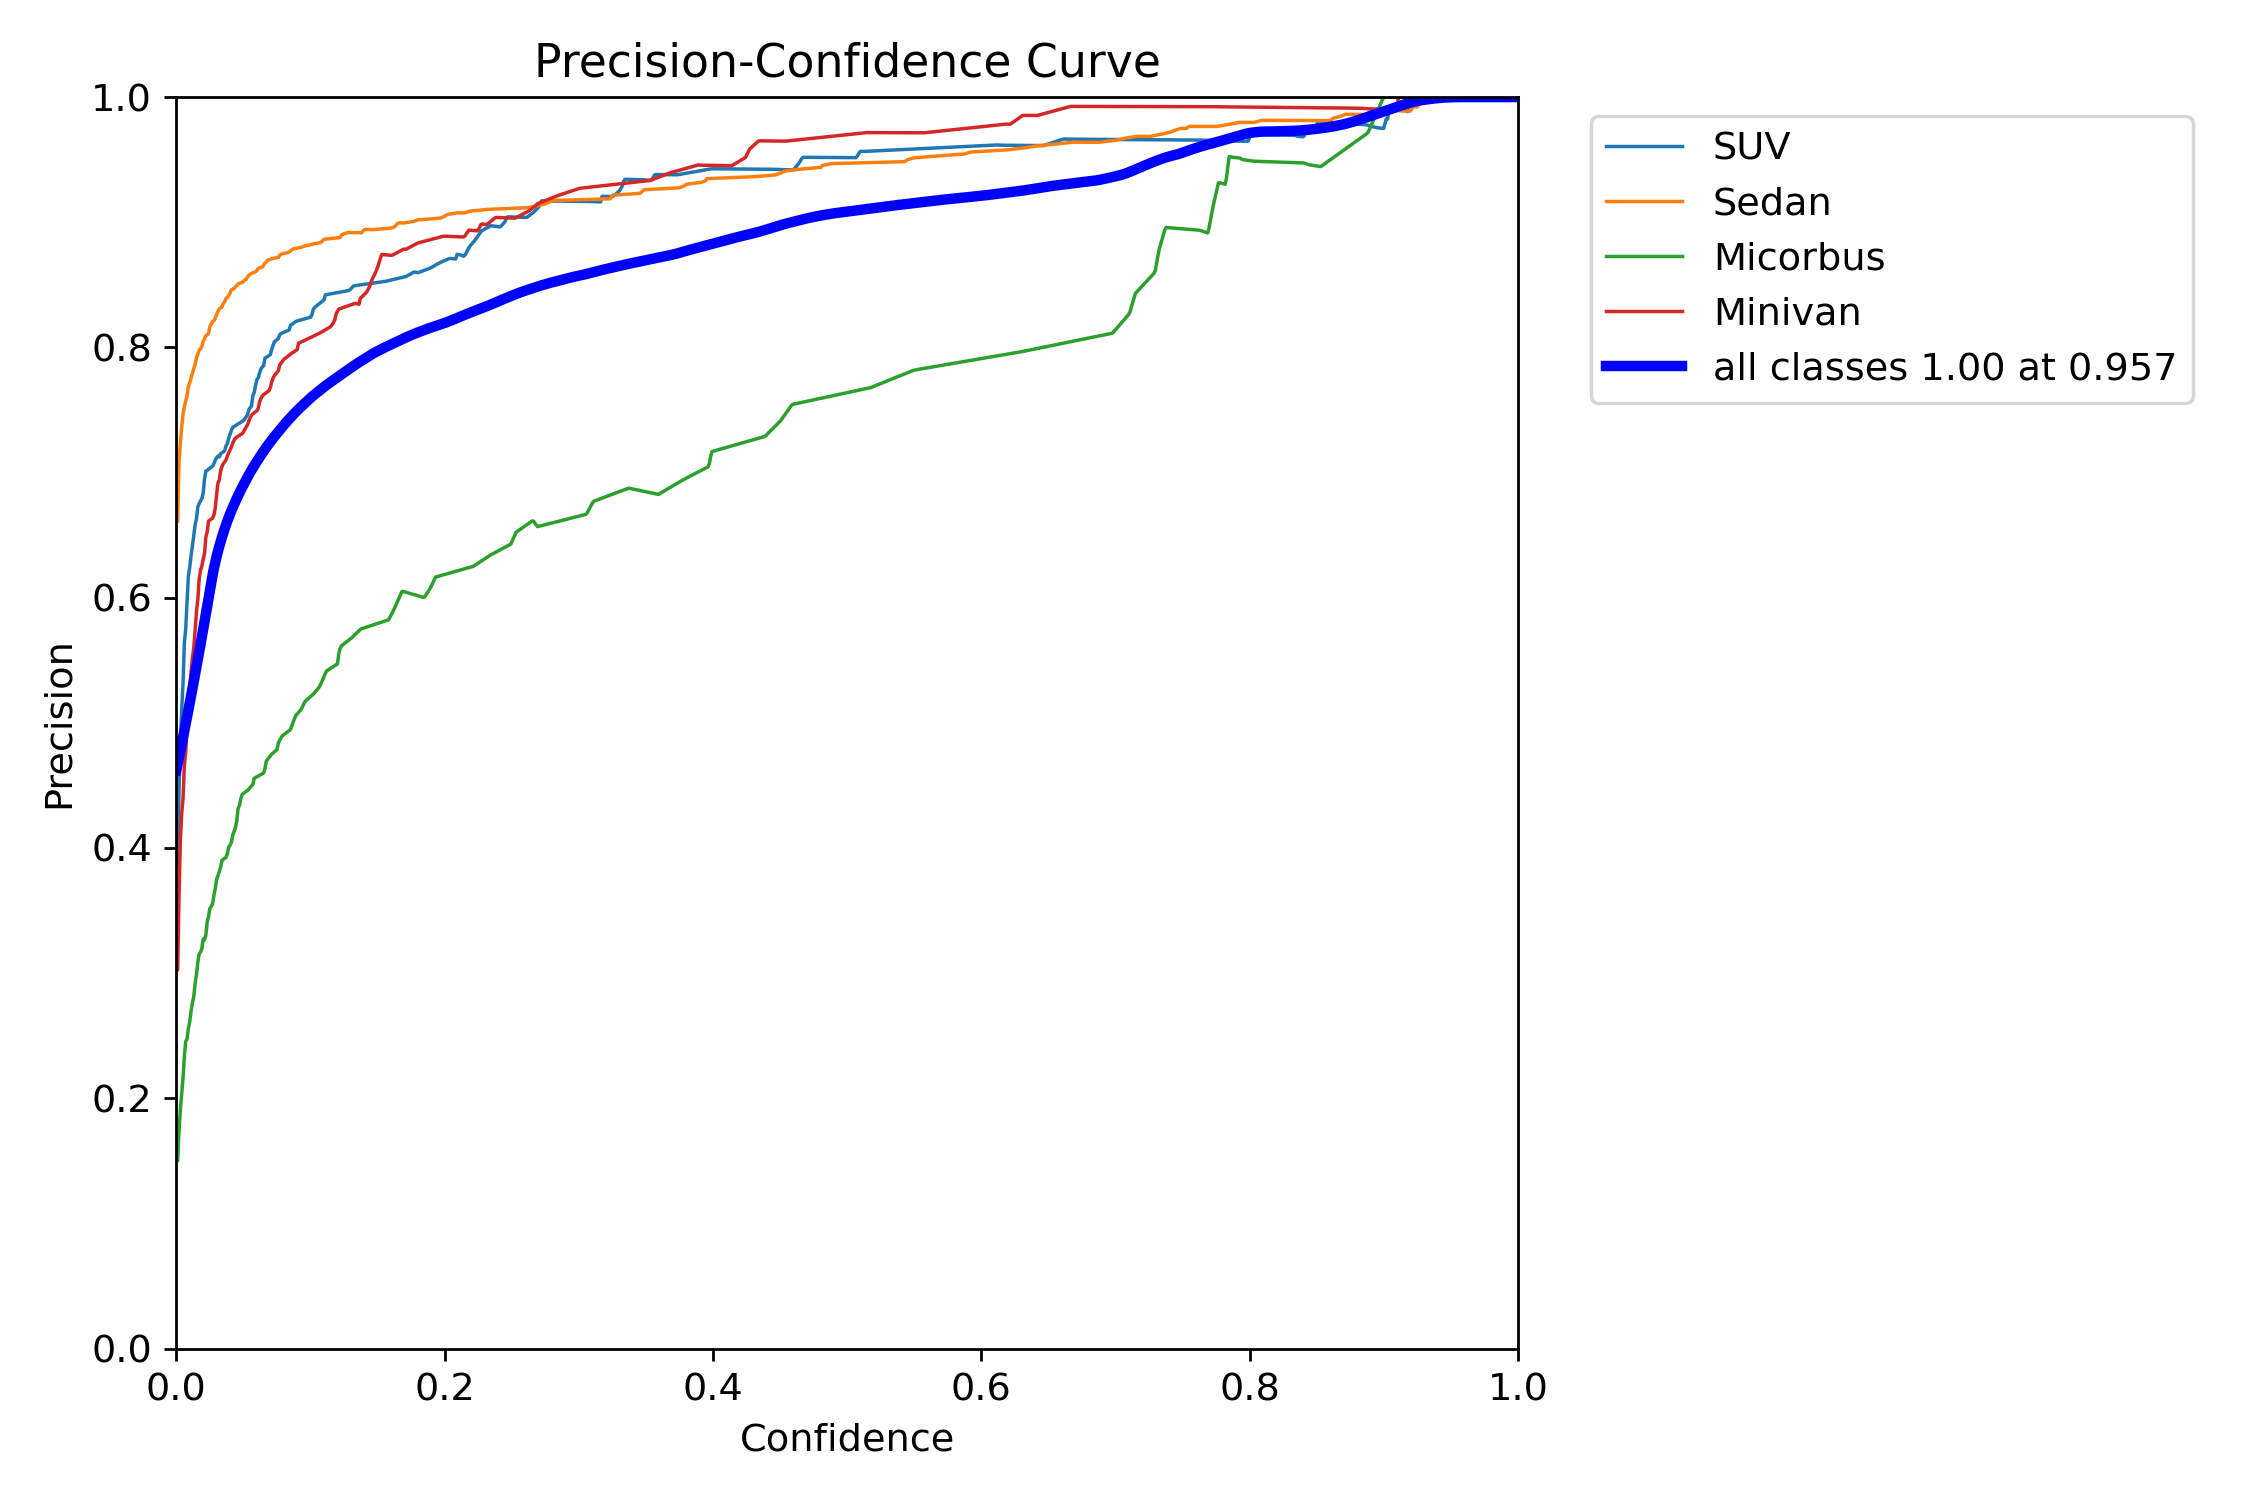 Precision-Confidence Curve
1.0
0.8
0.6
0.4
0.2
0.0
Precision
0.0 0.2 0.4 0.6 0.8 1.0
Confidence
SUV
Sedan
Micorbus
Minivan
all classes 1.00 at 0.957